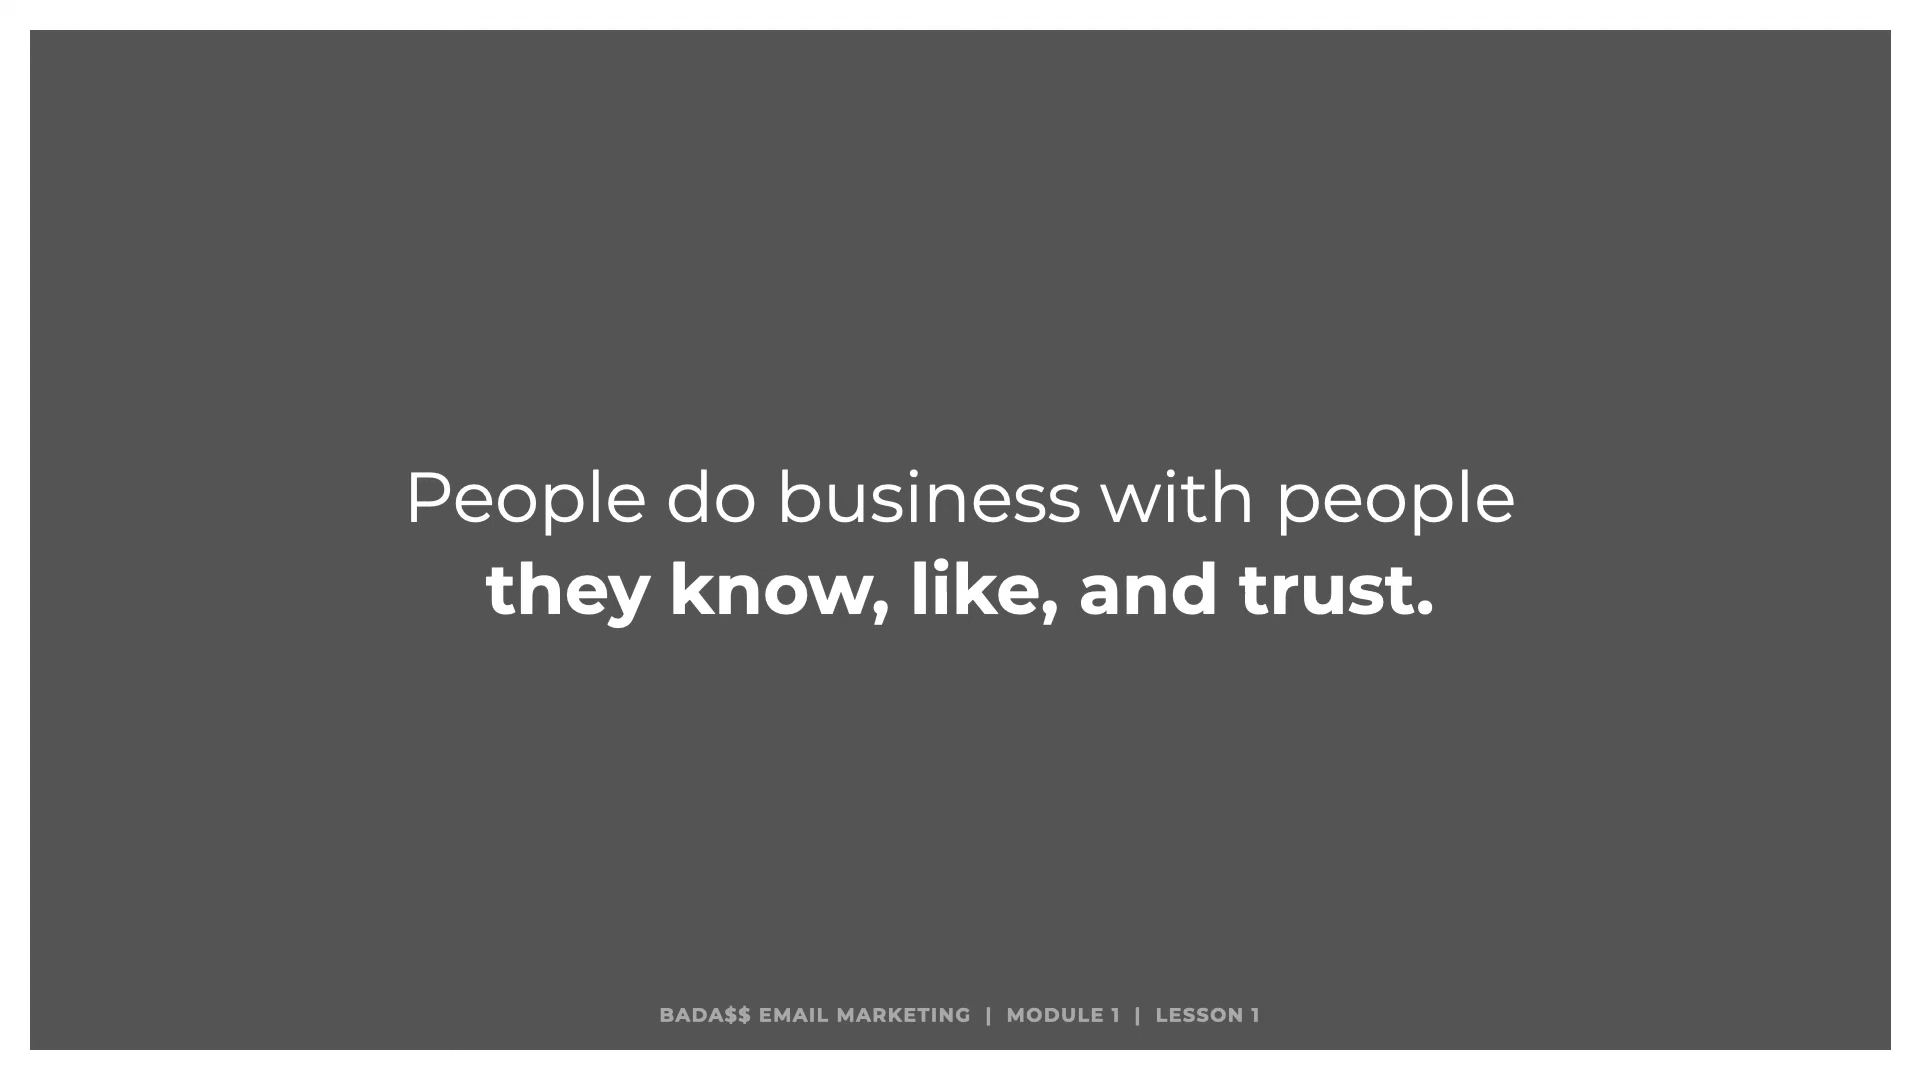 People do business with people
they know, like, and trust.
BADA$$ EMAIL MARKETING | MODULE 1 | LESSON 1